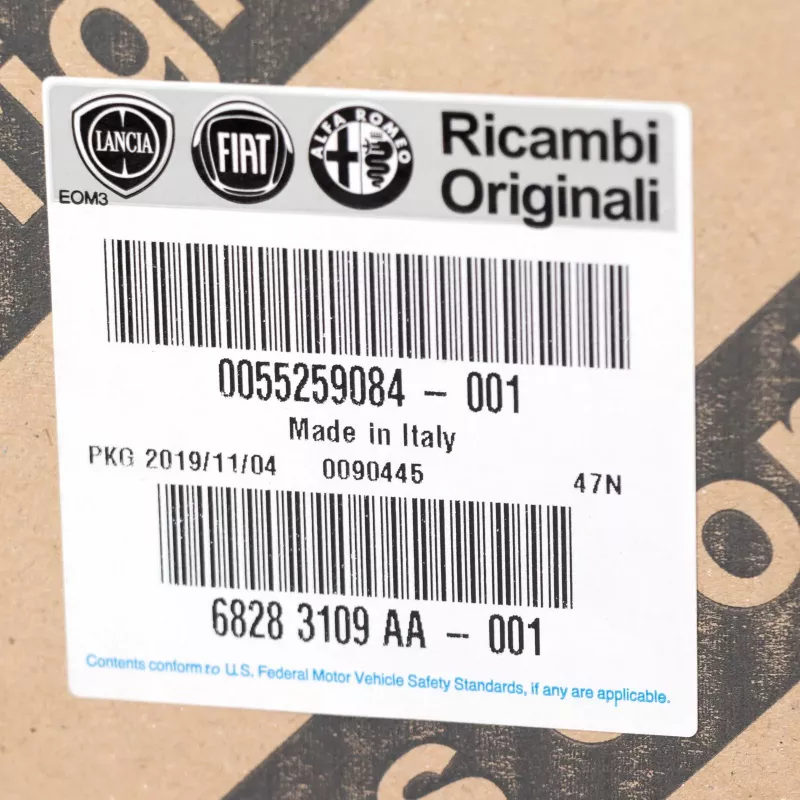 LANCIA
FIAT
ALFA ROMEO
Ricambi
Originali
EOM3
0055259084 - 001
Made in Italy
PKG 2019/11/04 0090445 47N
6828 3109 AA - 001
Contents conform to U.S. Federal Motor Vehicle Safety Standards, if any are applicable.